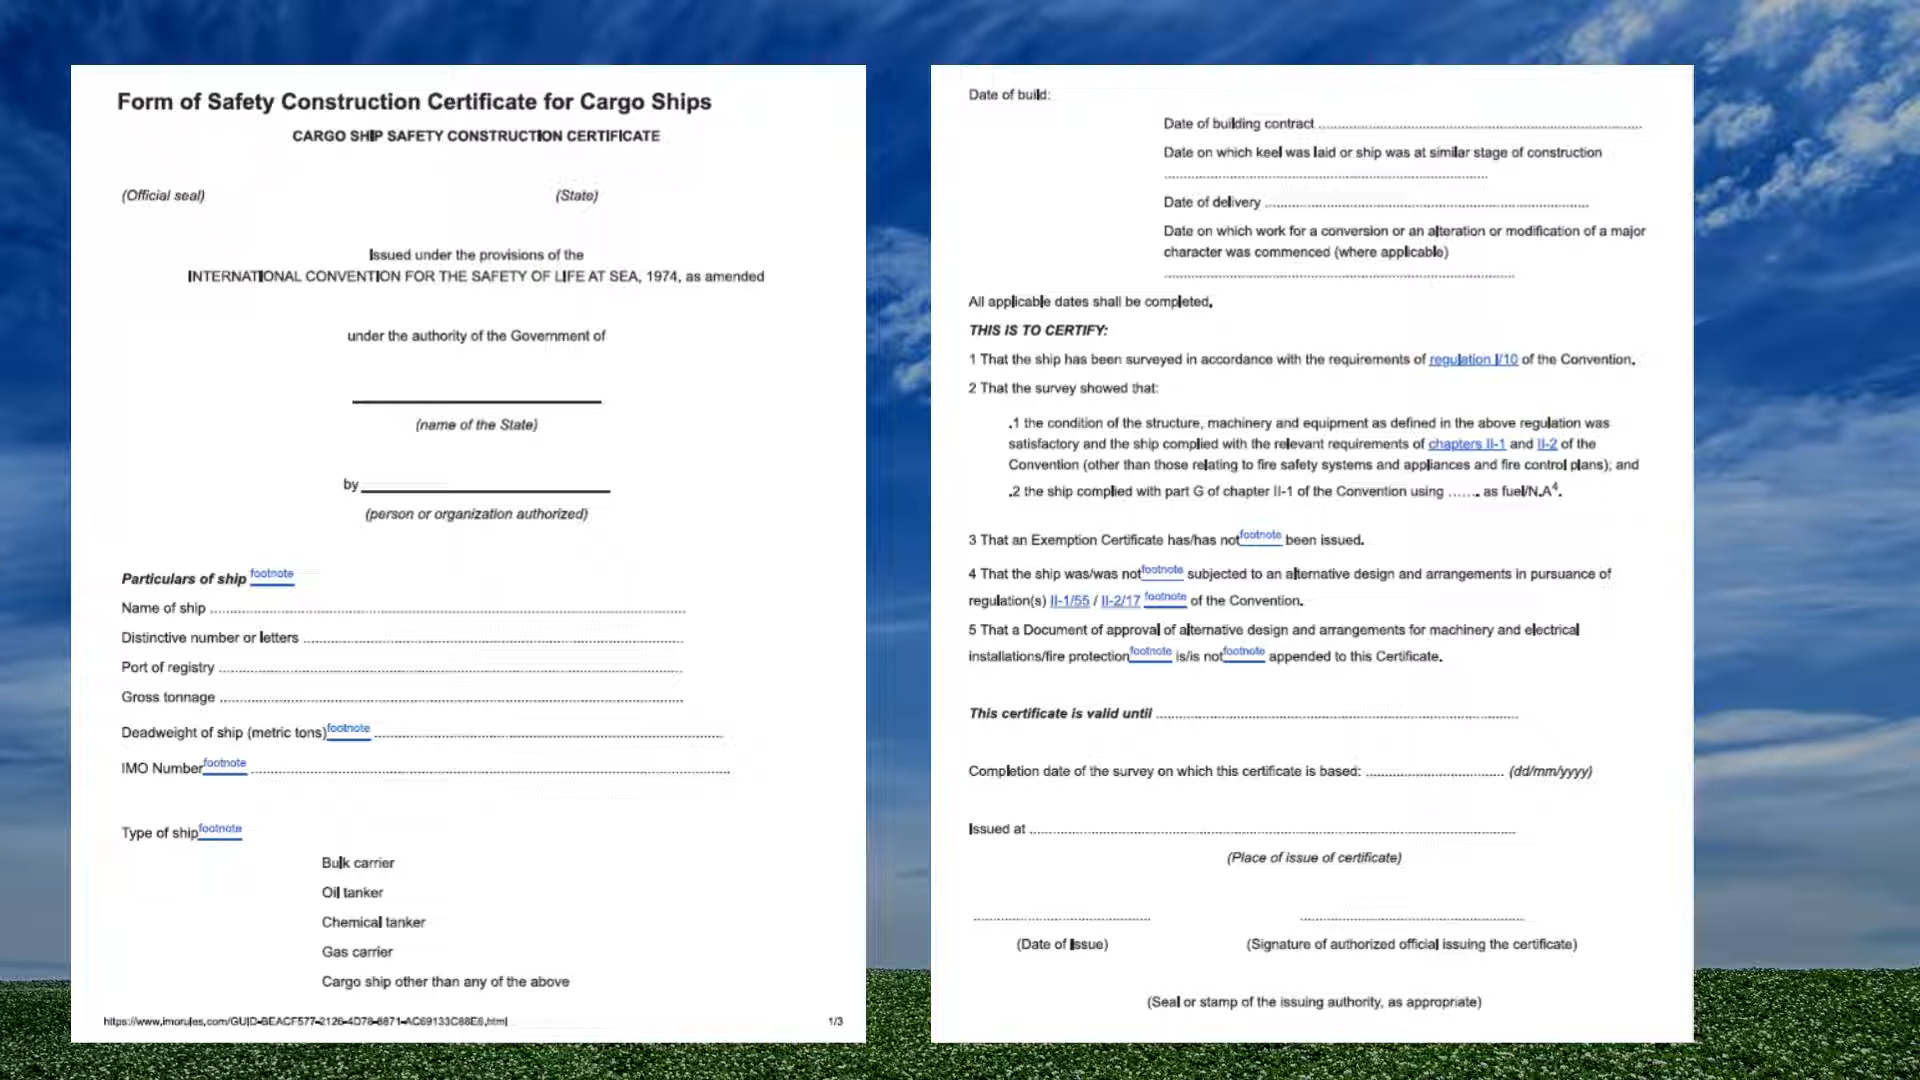 Form of Safety Construction Certificate for Cargo Ships
CARGO SHIP SAFETY CONSTRUCTION CERTIFICATE
(Official seal) (State)
Issued under the provisions of the
INTERNATIONAL CONVENTION FOR THE SAFETY OF LIFE AT SEA, 1974, as amended
under the authority of the Government of
(name of the State)
by
(person or organization authorized)
Particulars of ship footnote
Name of ship
Distinctive number or letters
Port of registry
Gross tonnage
Deadweight of ship (metric tons)footnote
IMO Numberfootnote
Type of shipfootnote
Bulk carrier
Oil tanker
Chemical tanker
Gas carrier
Cargo ship other than any of the above
https://www.imorules.com/GUID-BEACF577-2126-4D78-8871-AC69133C68E6.html 1/3
Date of build:
Date of building contract
Date on which keel was laid or ship was at similar stage of construction
Date of delivery
Date on which work for a conversion or an alteration or modification of a major
character was commenced (where applicable)
All applicable dates shall be completed.
THIS IS TO CERTIFY:
1 That the ship has been surveyed in accordance with the requirements of regulation I/10 of the Convention.
2 That the survey showed that:
.1 the condition of the structure, machinery and equipment as defined in the above regulation was
satisfactory and the ship complied with the relevant requirements of chapters II-1 and II-2 of the
Convention (other than those relating to fire safety systems and appliances and fire control plans); and
.2 the ship complied with part G of chapter II-1 of the Convention using ....... as fuel/N.A4.
3 That an Exemption Certificate has/has notfootnote been issued.
4 That the ship was/was notfootnote subjected to an alternative design and arrangements in pursuance of
regulation(s) II-1/55 / II-2/17 footnote of the Convention.
5 That a Document of approval of alternative design and arrangements for machinery and electrical
installations/fire protectionfootnote is/is notfootnote appended to this Certificate.
This certificate is valid until
Completion date of the survey on which this certificate is based: (dd/mm/yyyy)
Issued at
(Place of issue of certificate)
(Date of Issue) (Signature of authorized official issuing the certificate)
(Seal or stamp of the issuing authority, as appropriate)